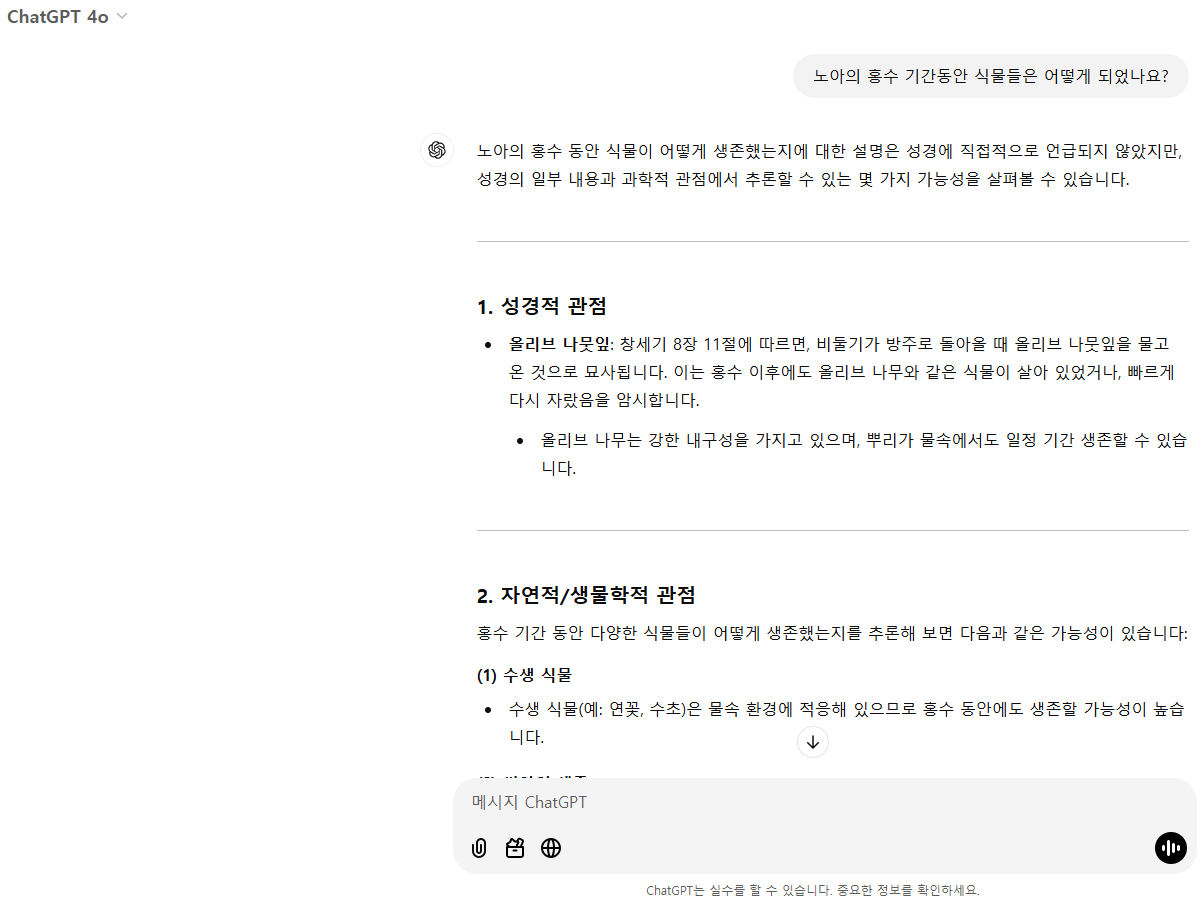 ChatGPT 4o
노아의 홍수 기간동안 식물들은 어떻게 되었나요?
노아의 홍수 동안 식물이 어떻게 생존했는지에 대한 설명은 성경에 직접적으로 언급되지 않았지만,
성경의 일부 내용과 과학적 관점에서 추론할 수 있는 몇 가지 가능성을 살펴볼 수 있습니다.
1. 성경적 관점
• 올리브 나뭇잎: 창세기 8장 11절에 따르면, 비둘기가 방주로 돌아올 때 올리브 나뭇잎을 물고
온 것으로 묘사됩니다. 이는 홍수 이후에도 올리브 나무와 같은 식물이 살아 있었거나, 빠르게
다시 자랐음을 암시합니다.
• 올리브 나무는 강한 내구성을 가지고 있으며, 뿌리가 물속에서도 일정 기간 생존할 수 있습
니다.
2. 자연적/생물학적 관점
홍수 기간 동안 다양한 식물들이 어떻게 생존했는지를 추론해 보면 다음과 같은 가능성이 있습니다:
(1) 수생 식물
• 수생 식물(예: 연꽃, 수초)은 물속 환경에 적응해 있으므로 홍수 동안에도 생존할 가능성이 높습
니다.
메시지 ChatGPT
ChatGPT는 실수를 할 수 있습니다. 중요한 정보를 확인하세요.